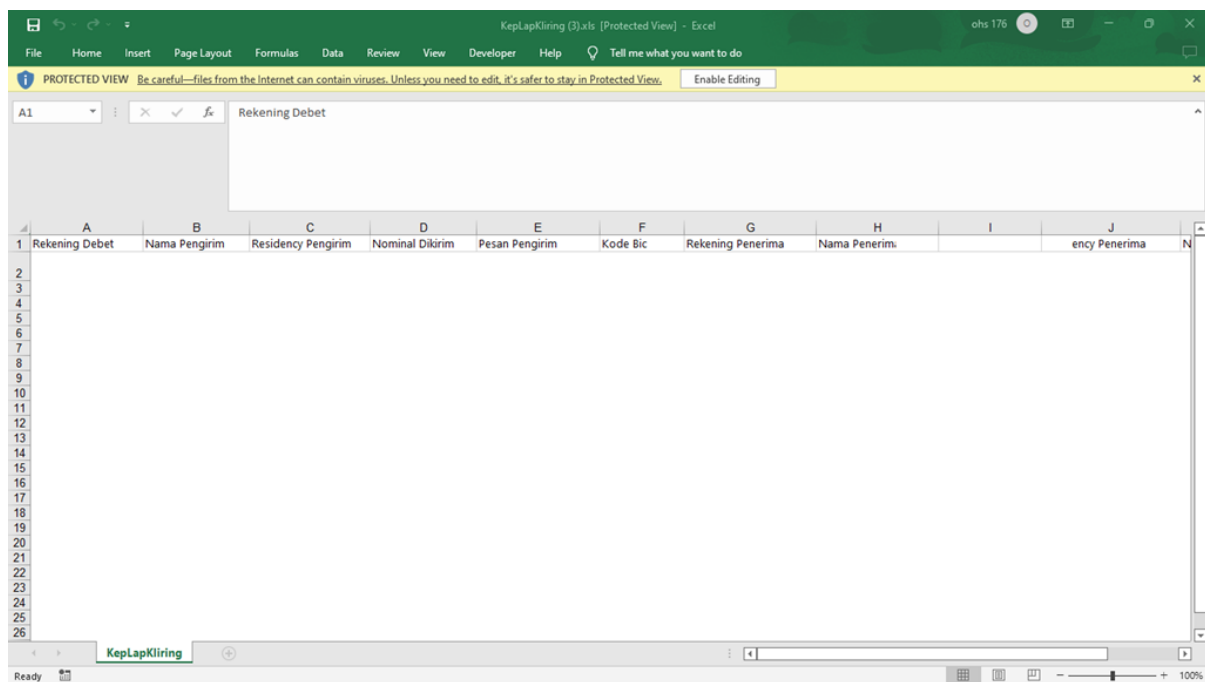 KepLapKliring (3).xls [Protected View] - Excel
ohs 176
O
File Home Insert Page Layout Formulas Data Review View Developer Help Tell me what you want to do
PROTECTED VIEW Be careful—files from the Internet can contain viruses. Unless you need to edit, it's safer to stay in Protected View. Enable Editing
A1 fx Rekening Debet
A B C D E F G H I J
1 Rekening Debet Nama Pengirim Residency Pengirim Nominal Dikirim Pesan Pengirim Kode Bic Rekening Penerima Nama Penerima ency Penerima N
2
3
4
5
6
7
8
9
10
11
12
13
14
15
16
17
18
19
20
21
22
23
24
25
26
KepLapKliring
Ready 100%